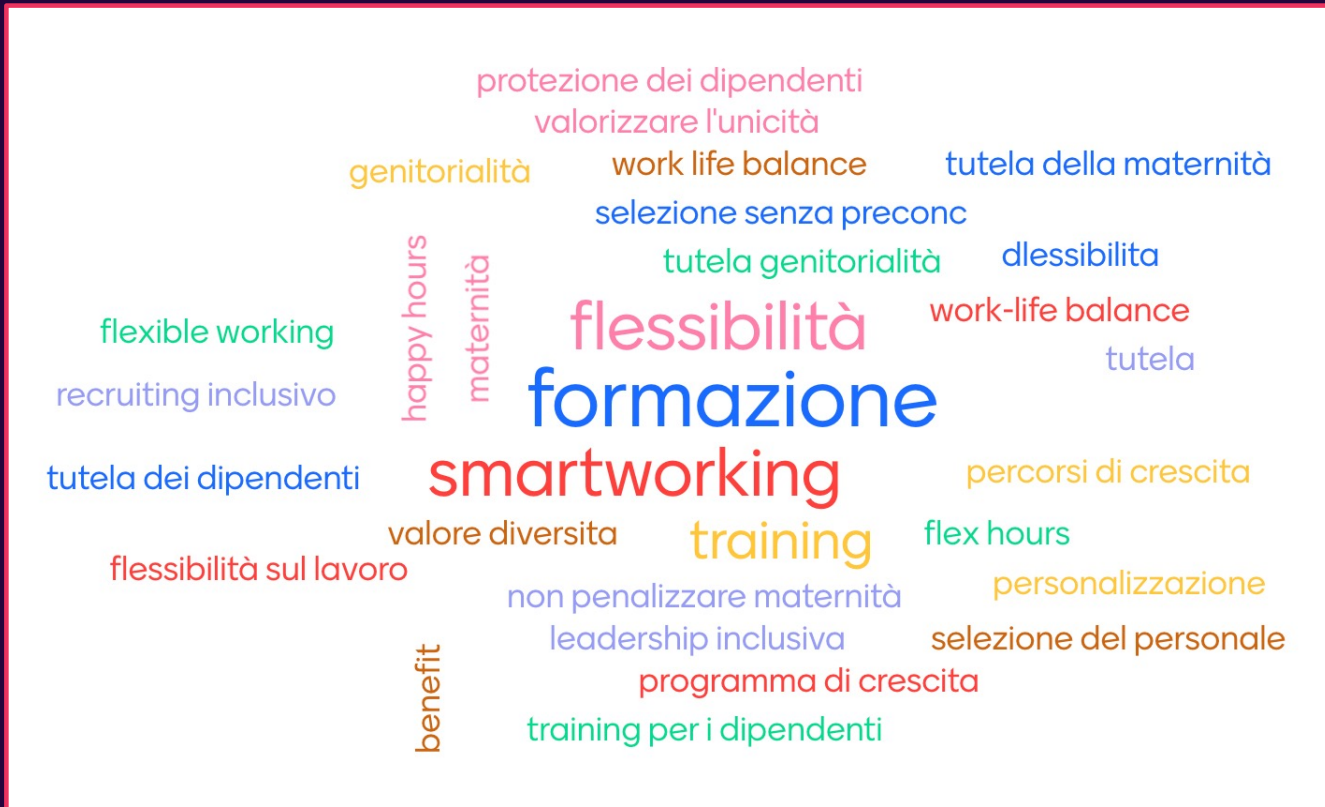 protezione dei dipendenti
valorizzare l'unicità
genitorialità
work life balance
tutela della maternità
selezione senza preconc
happy hours
maternità
tutela genitorialità
dlessibilita
flexible working
flessibilità
work-life balance
tutela
recruiting inclusivo
formazione
tutela dei dipendenti
smartworking
percorsi di crescita
valore diversita
training
flex hours
flessibilità sul lavoro
non penalizzare maternità
personalizzazione
leadership inclusiva
selezione del personale
benefit
programma di crescita
training per i dipendenti